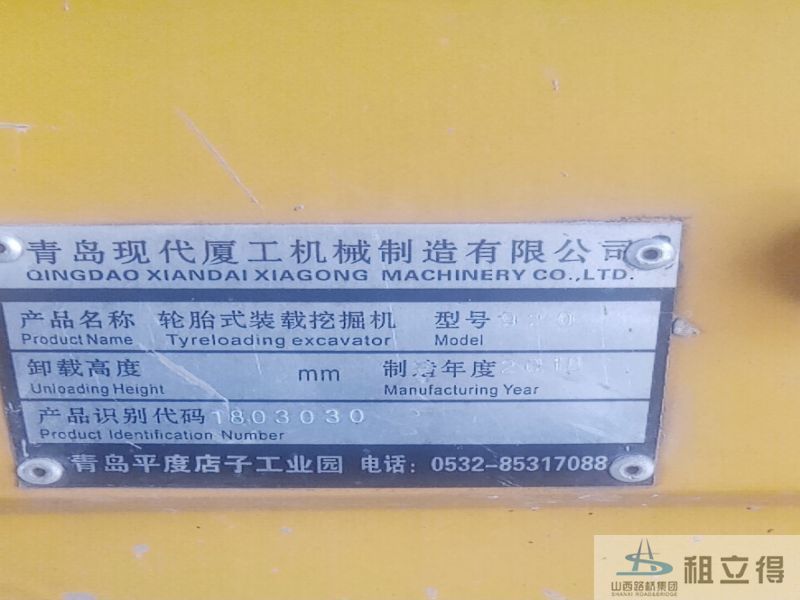 青岛现代厦工机械制造有限公司
QINGDAO XIANDAI XIAGONG MACHINERY CO.,LTD.
产品名称 轮胎式装载挖掘机 型号
Product Name Tyreloading excavator Model
卸载高度 mm 制造年度
Unloading Height Manufacturing Year
产品识别代码 1803030
Product Identification Number
青岛平度店子工业园 电话：0532-85317088
山西路桥集团 租立得
SHANXI ROAD&BRIDGE